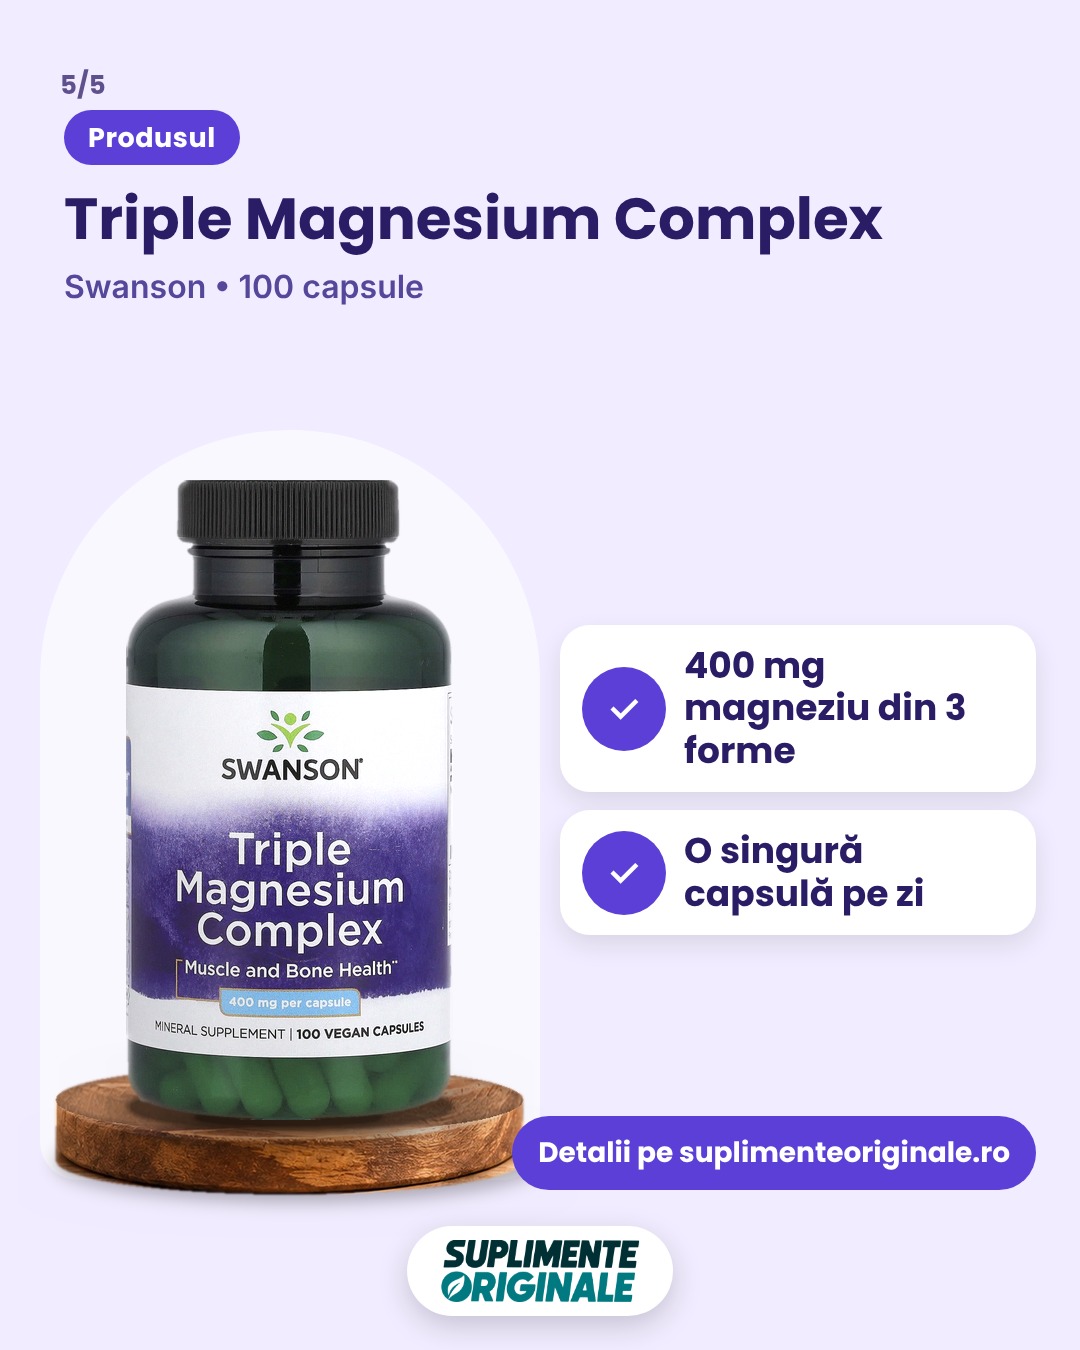 5/5
Produsul
Triple Magnesium Complex
Swanson • 100 capsule
SWANSON
Triple
Magnesium
Complex
Muscle and Bone Health
400 mg per capsule
MINERAL SUPPLEMENT | 100 VEGAN CAPSULES
400 mg
magneziu din 3
forme
O singură
capsulă pe zi
Detalii pe suplimenteoriginale.ro
SUPLIMENTE
ORIGINALE